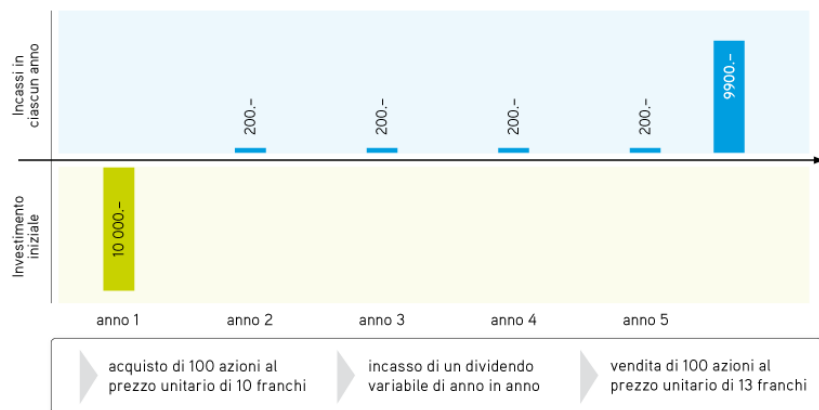 Incassi in
ciascun anno
200.-
200.-
200.-
200.-
9900.-
Investimento
iniziale
10 000.-
anno 1
anno 2
anno 3
anno 4
anno 5
acquisto di 100 azioni al
prezzo unitario di 10 franchi
incasso di un dividendo
variabile di anno in anno
vendita di 100 azioni al
prezzo unitario di 13 franchi